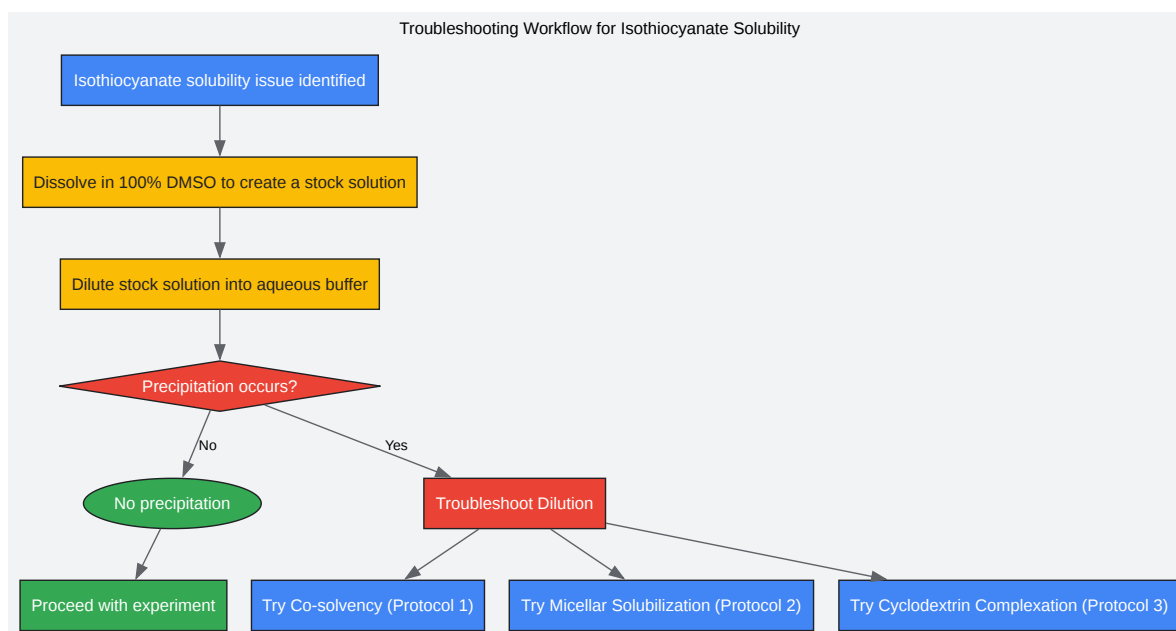 Troubleshooting Workflow for Isothiocyanate Solubility
Isothiocyanate solubility issue identified
Dissolve in 100% DMSO to create a stock solution
Dilute stock solution into aqueous buffer
Precipitation occurs?
No
Yes
No precipitation
Troubleshoot Dilution
Proceed with experiment
Try Co-solvency (Protocol 1)
Try Micellar Solubilization (Protocol 2)
Try Cyclodextrin Complexation (Protocol 3)